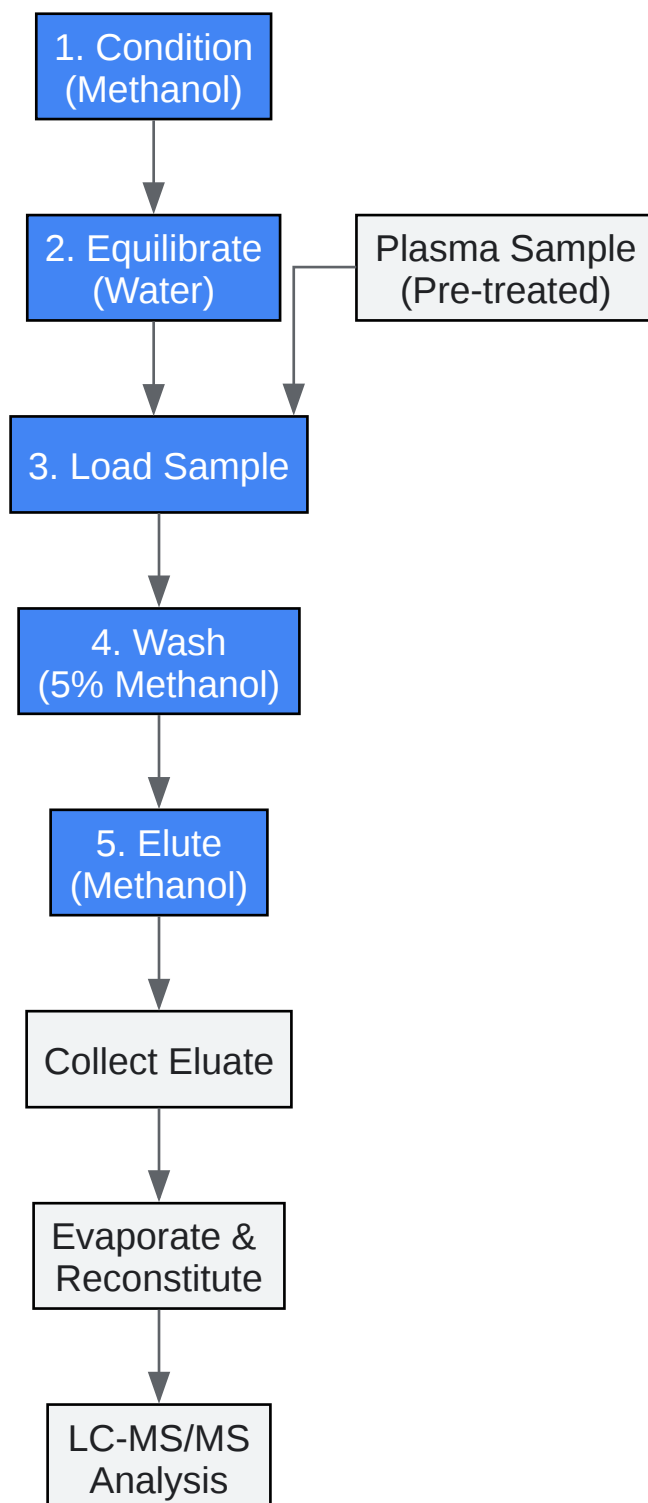 1. Condition
(Methanol)
2. Equilibrate
(Water)
Plasma Sample
(Pre-treated)
3. Load Sample
4. Wash
(5% Methanol)
5. Elute
(Methanol)
Collect Eluate
Evaporate &
Reconstitute
LC-MS/MS
Analysis